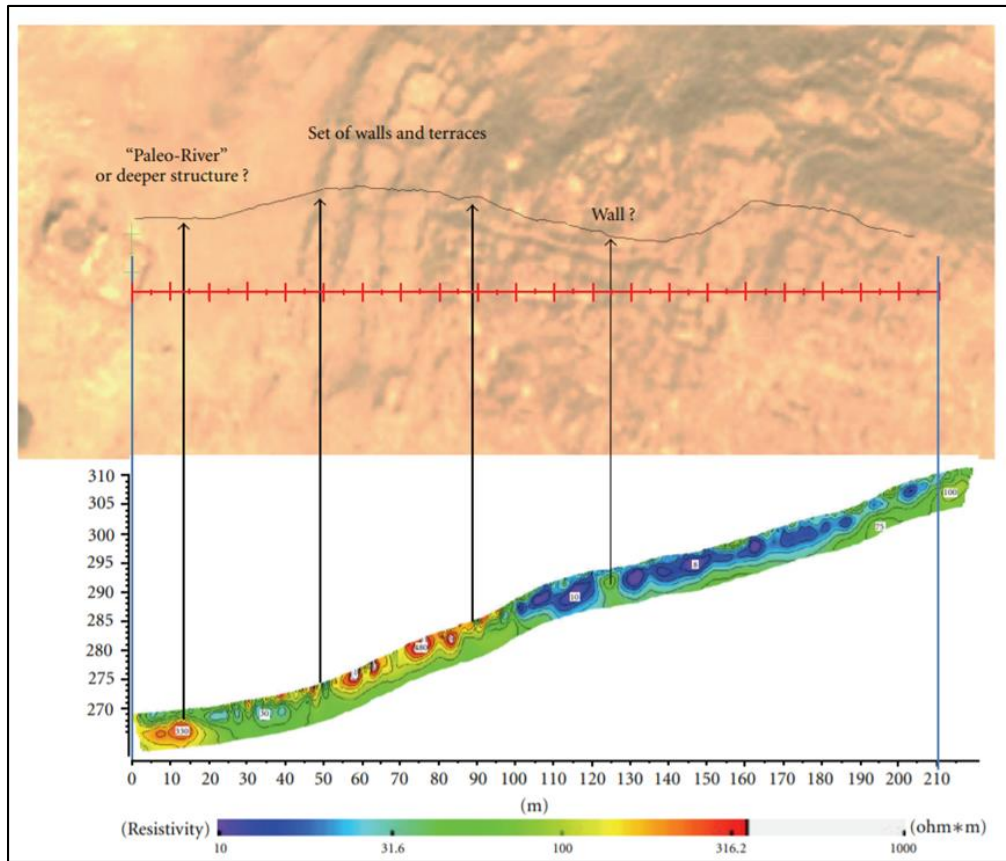 Set of walls and terraces
“Paleo-River”
or deeper structure ?
Wall ?
310
305
300
295
290
285
280
275
270
100
75
8
10
480
30
330
0 10 20 30 40 50 60 70 80 90 100 110 120 130 140 150 160 170 180 190 200 210
(m)
(Resistivity) (ohm∗m)
10 31.6 100 316.2 1000